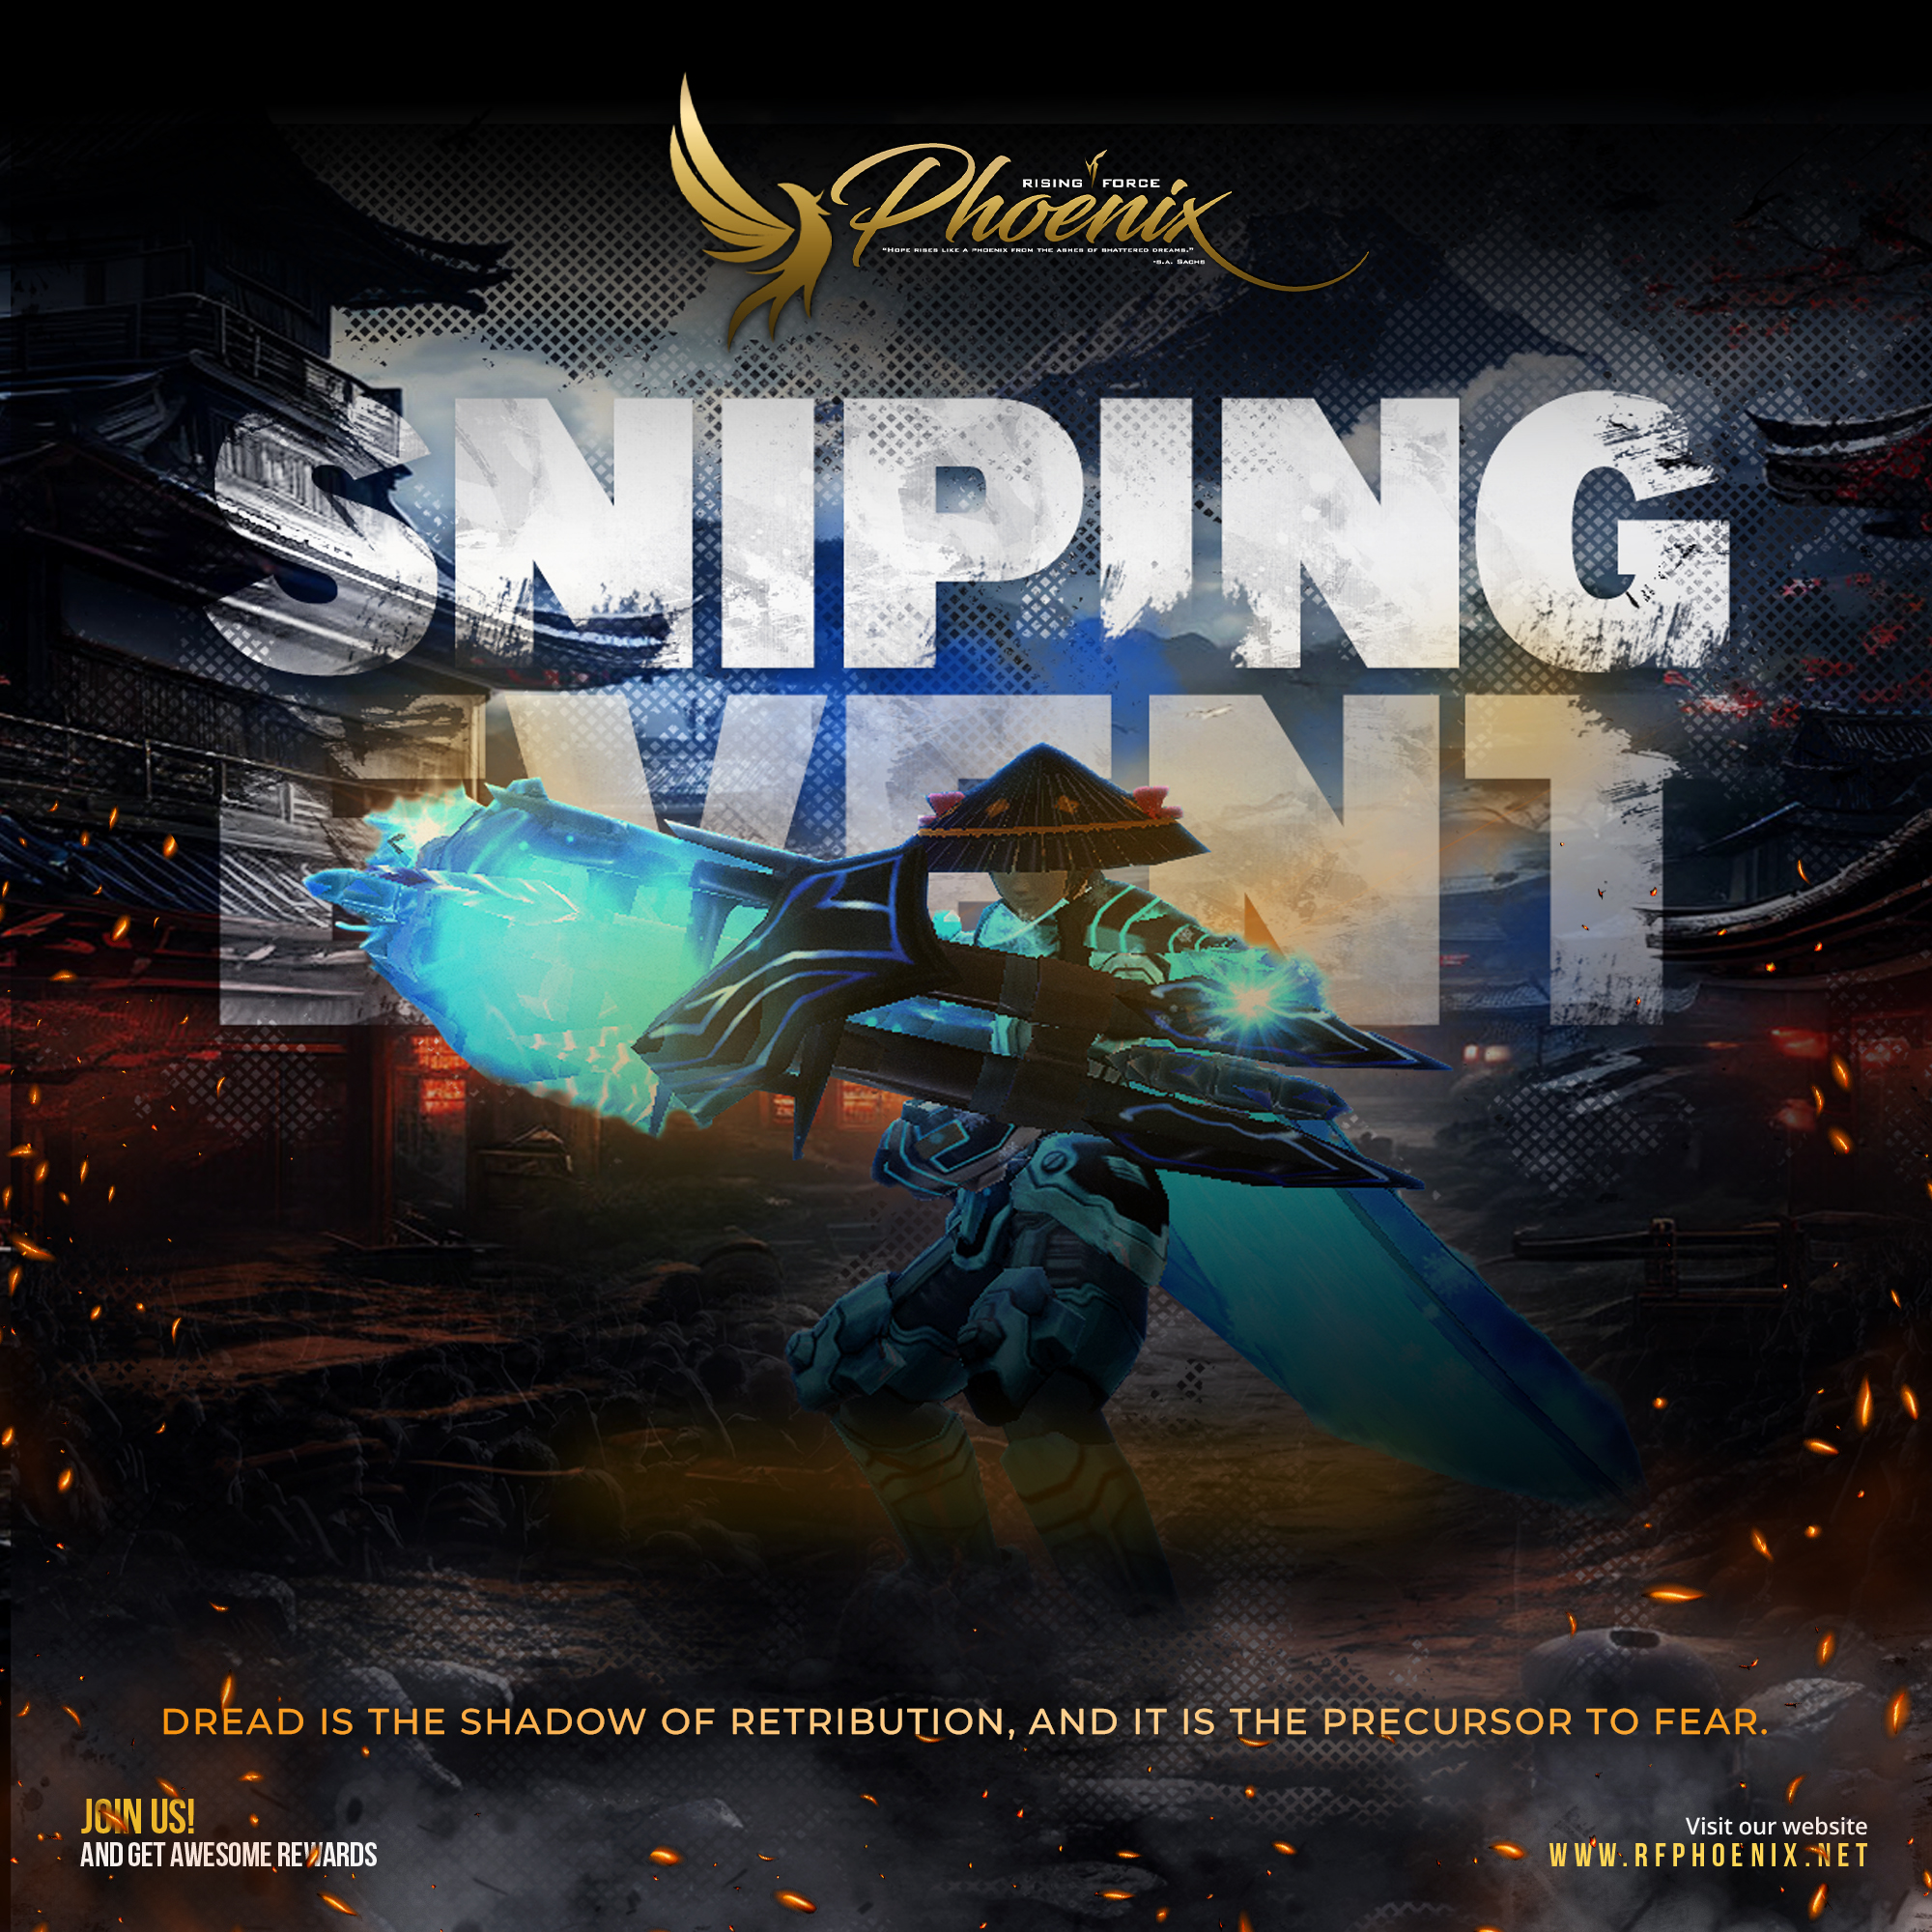 RISING FORCE
Phoenix
"HOPE RISES LIKE A PHOENIX FROM THE ASHES OF SHATTERED DREAMS."
-S.A. SACHS
SNIPING
EVENT
DREAD IS THE SHADOW OF RETRIBUTION, AND IT IS THE PRECURSOR TO FEAR.
JOIN US!
AND GET AWESOME REWARDS
Visit our website
WWW.RFPHOENIX.NET